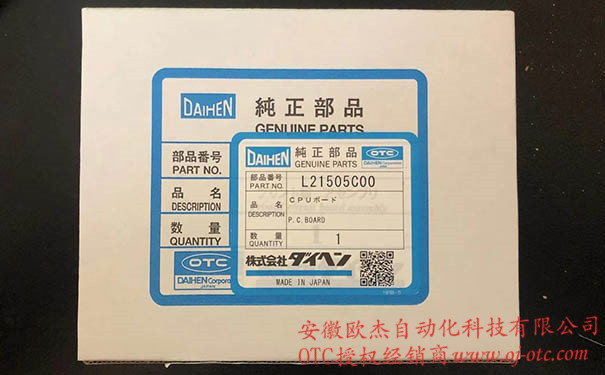 DAIHEN 純正部品
GENUINE PARTS
部品番号
PART NO.
品名
DESCRIPTION
数量
QUANTITY
OTC
DAIHEN Corporation
JAPAN
DAIHEN 純正部品 OTC
GENUINE PARTS DAIHEN Corporation
部品番号
PART NO. L21505C00
品名 CPUボード
DESCRIPTION
P.C.BOARD
数量
QUANTITY 1
株式会社ダイヘン
MADE IN JAPAN
安徽欧杰自动化科技有限公司
OTC授权经销商www.oj-otc.com